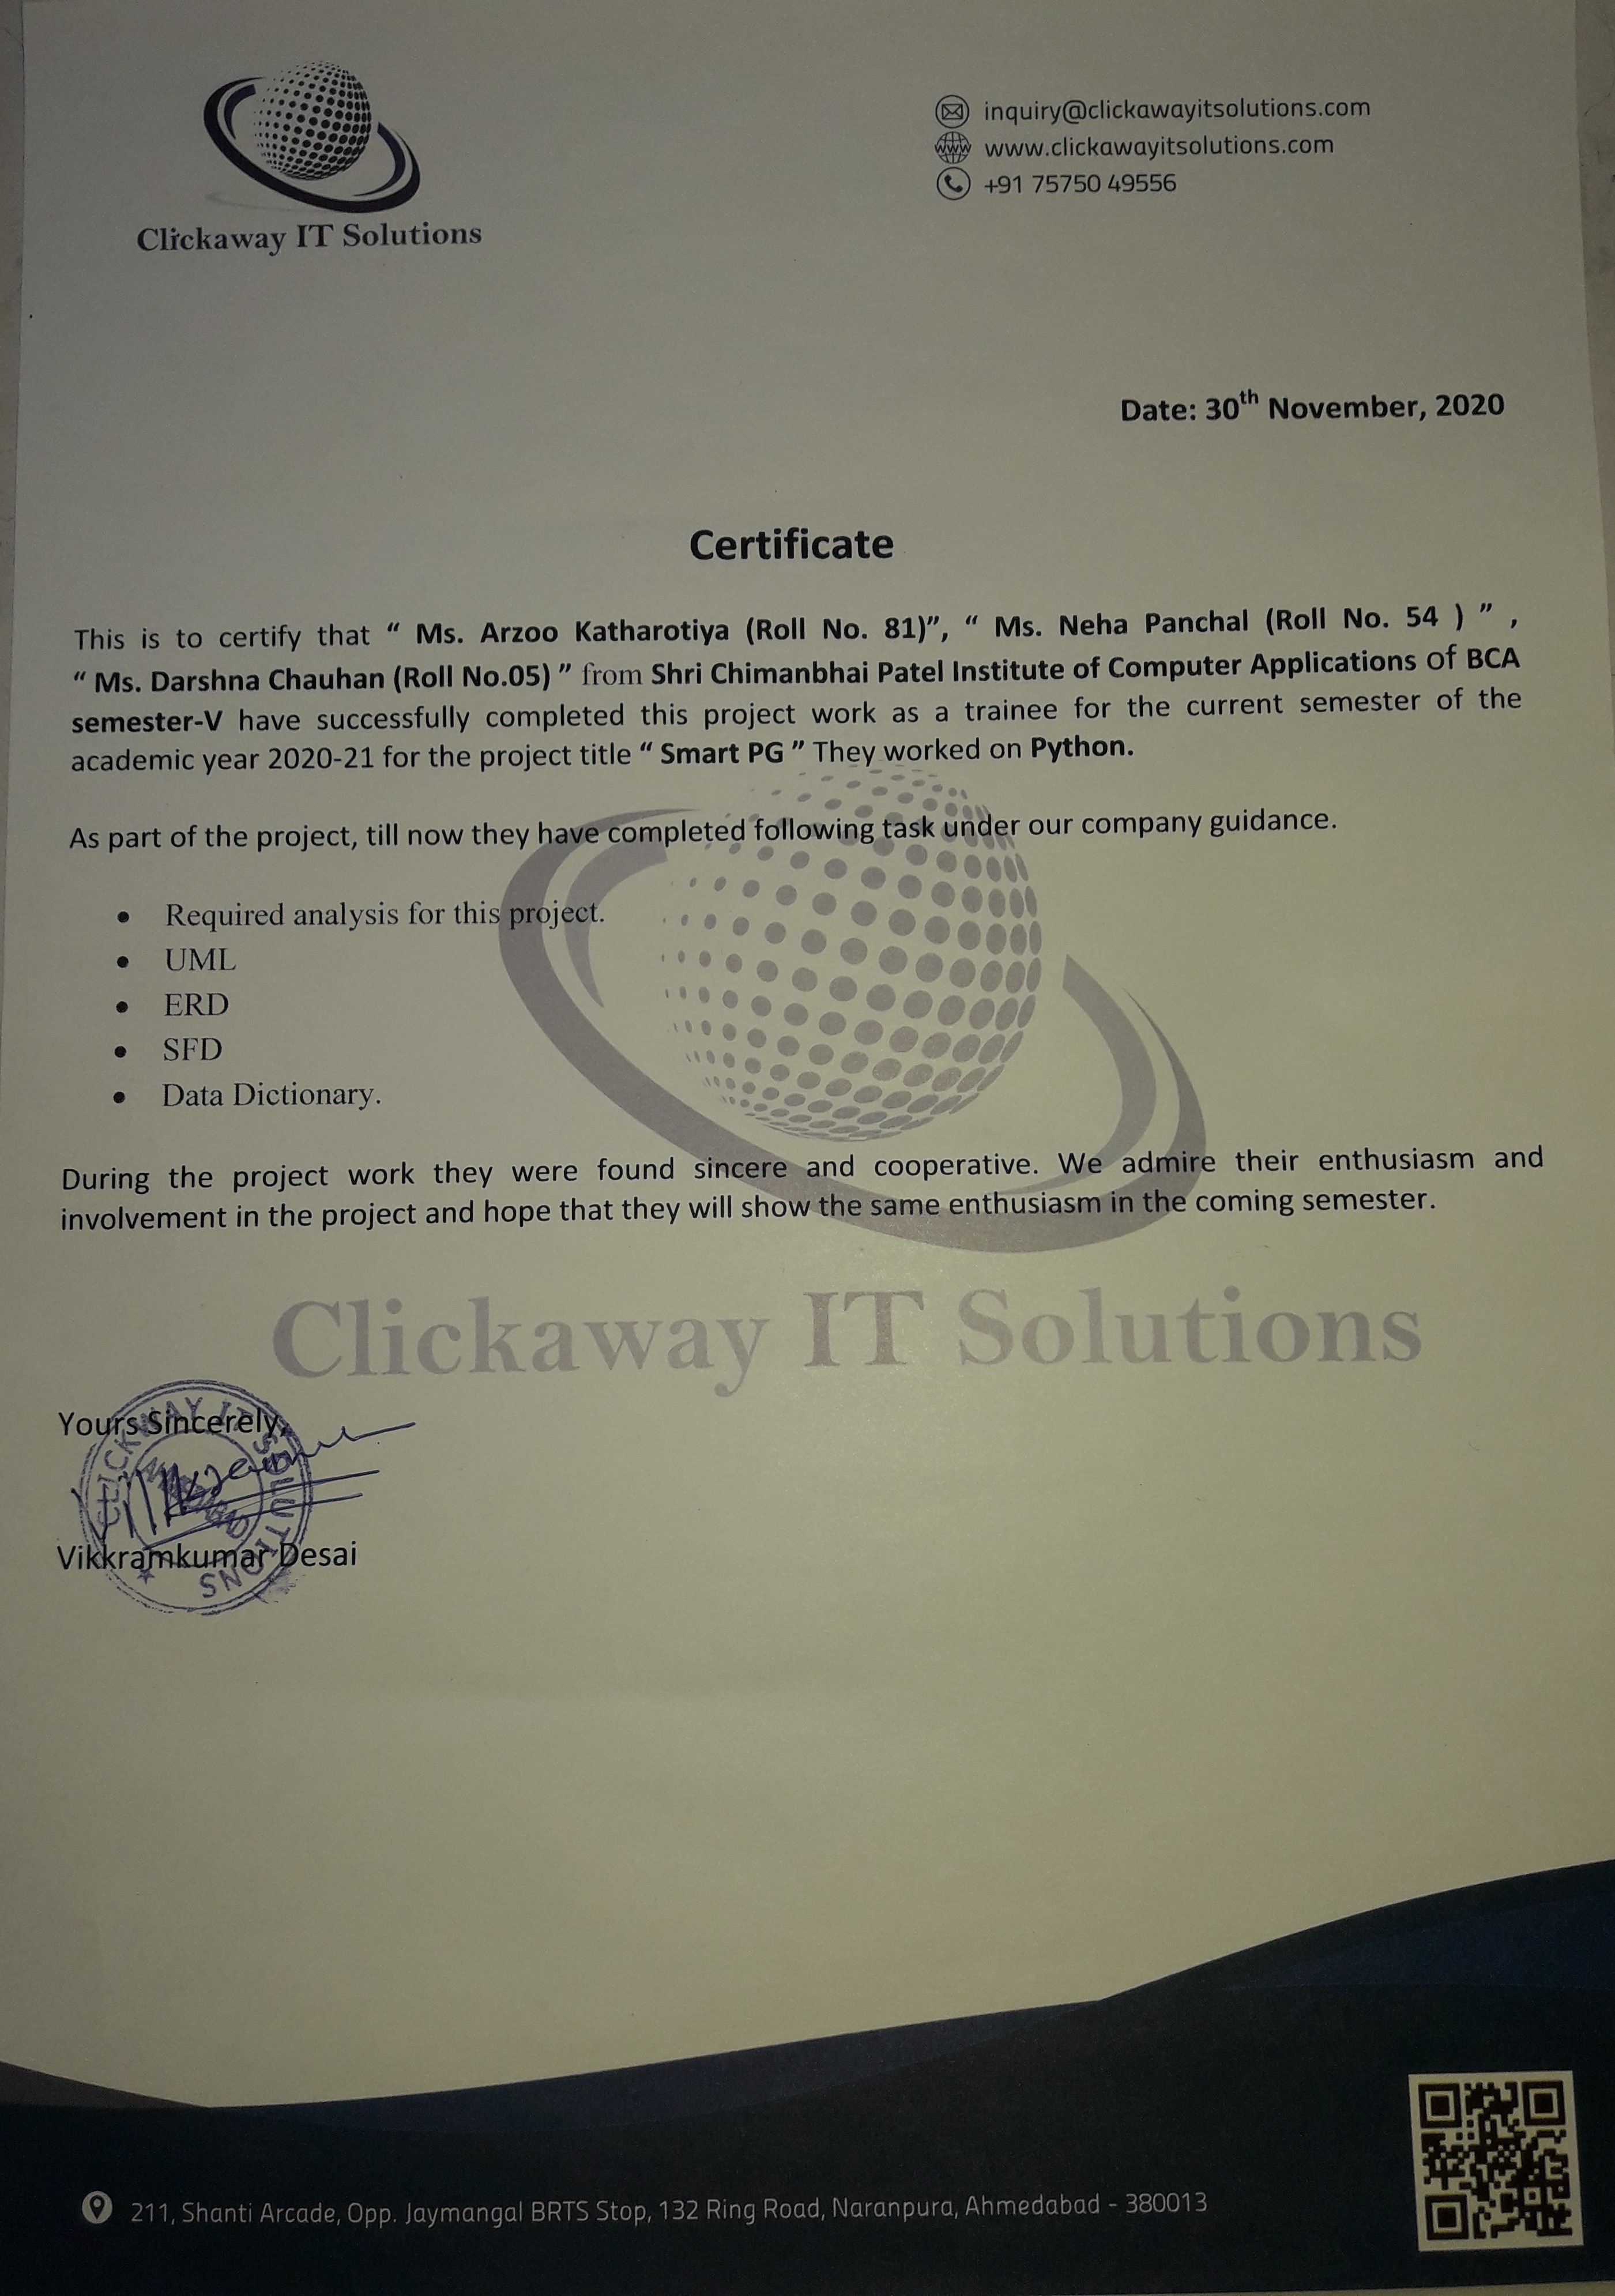 Clickaway IT Solutions
inquiry@clickawayitsolutions.com
www
www.clickawayitsolutions.com
+91 75750 49556
Date: 30th November, 2020
Certificate
This is to certify that “ Ms. Arzoo Katharotiya (Roll No. 81)”, “ Ms. Neha Panchal (Roll No. 54 ) ” ,
“ Ms. Darshna Chauhan (Roll No.05) ” from Shri Chimanbhai Patel Institute of Computer Applications of BCA
semester-V have successfully completed this project work as a trainee for the current semester of the
academic year 2020-21 for the project title “ Smart PG ” They worked on Python.
As part of the project, till now they have completed following task under our company guidance.
• Required analysis for this project.
• UML
• ERD
• SFD
• Data Dictionary.
During the project work they were found sincere and cooperative. We admire their enthusiasm and
involvement in the project and hope that they will show the same enthusiasm in the coming semester.
Clickaway IT Solutions
Yours Sincerely,
CLICKWAY IT SOLUTIONS
Vikkramkumar Desai
211, Shanti Arcade, Opp. Jaymangal BRTS Stop, 132 Ring Road, Naranpura, Ahmedabad - 380013